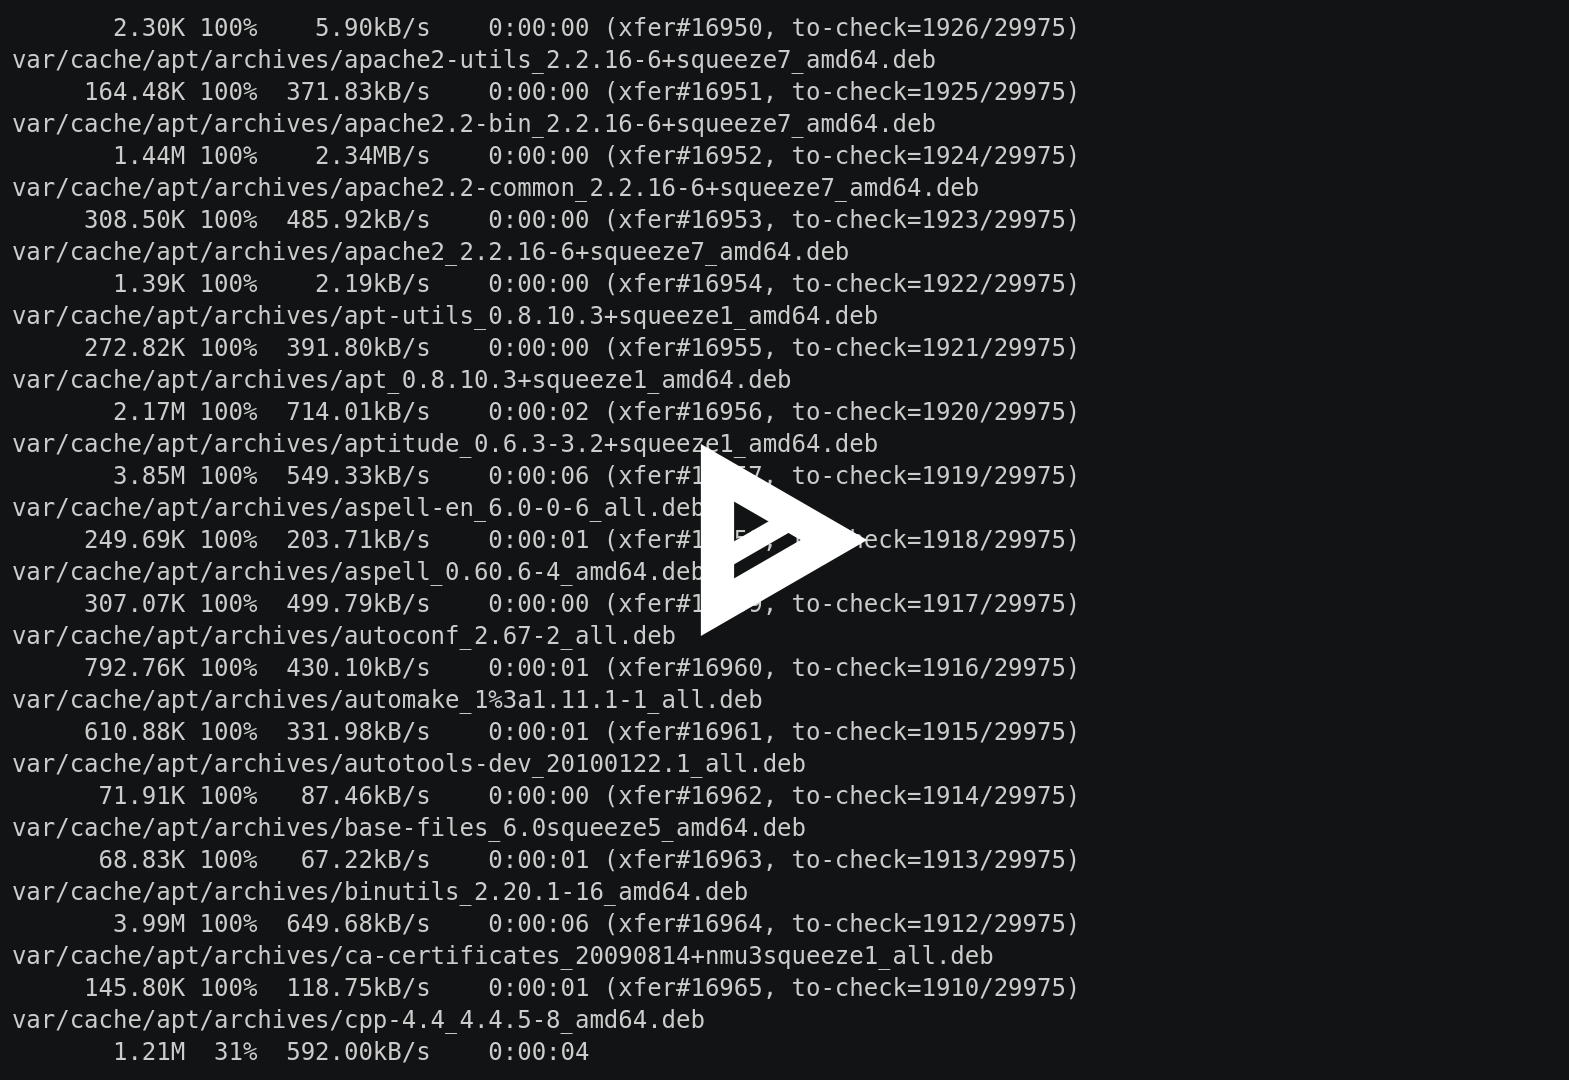 2.30K 100%    5.90kB/s    0:00:00 (xfer#16950, to-check=1926/29975)
var/cache/apt/archives/apache2-utils_2.2.16-6+squeeze7_amd64.deb
164.48K 100%  371.83kB/s    0:00:00 (xfer#16951, to-check=1925/29975)
var/cache/apt/archives/apache2.2-bin_2.2.16-6+squeeze7_amd64.deb
1.44M 100%    2.34MB/s    0:00:00 (xfer#16952, to-check=1924/29975)
var/cache/apt/archives/apache2.2-common_2.2.16-6+squeeze7_amd64.deb
308.50K 100%  485.92kB/s    0:00:00 (xfer#16953, to-check=1923/29975)
var/cache/apt/archives/apache2_2.2.16-6+squeeze7_amd64.deb
1.39K 100%    2.19kB/s    0:00:00 (xfer#16954, to-check=1922/29975)
var/cache/apt/archives/apt-utils_0.8.10.3+squeeze1_amd64.deb
272.82K 100%  391.80kB/s    0:00:00 (xfer#16955, to-check=1921/29975)
var/cache/apt/archives/apt_0.8.10.3+squeeze1_amd64.deb
2.17M 100%  714.01kB/s    0:00:02 (xfer#16956, to-check=1920/29975)
var/cache/apt/archives/aptitude_0.6.3-3.2+squeeze1_amd64.deb
3.85M 100%  549.33kB/s    0:00:06 to-check=1919/29975)
var/cache/apt/archives/aspell-en_6.0-0-6_all.deb
249.69K 100%  203.71kB/s    0:00:01
var/cache/apt/archives/aspell_0.60.6-4_amd64.deb
307.07K 100%  499.79kB/s    0:00:00 to-check=1917/29975)
var/cache/apt/archives/autoconf_2.67-2_all.deb
792.76K 100%  430.10kB/s    0:00:01 (xfer#16960, to-check=1916/29975)
var/cache/apt/archives/automake_1%3a1.11.1-1_all.deb
610.88K 100%  331.98kB/s    0:00:01 (xfer#16961, to-check=1915/29975)
var/cache/apt/archives/autotools-dev_20100122.1_all.deb
71.91K 100%   87.46kB/s    0:00:00 (xfer#16962, to-check=1914/29975)
var/cache/apt/archives/base-files_6.0squeeze5_amd64.deb
68.83K 100%   67.22kB/s    0:00:01 (xfer#16963, to-check=1913/29975)
var/cache/apt/archives/binutils_2.20.1-16_amd64.deb
3.99M 100%  649.68kB/s    0:00:06 (xfer#16964, to-check=1912/29975)
var/cache/apt/archives/ca-certificates_20090814+nmu3squeeze1_all.deb
145.80K 100%  118.75kB/s    0:00:01 (xfer#16965, to-check=1910/29975)
var/cache/apt/archives/cpp-4.4_4.4.5-8_amd64.deb
1.21M  31%  592.00kB/s    0:00:04